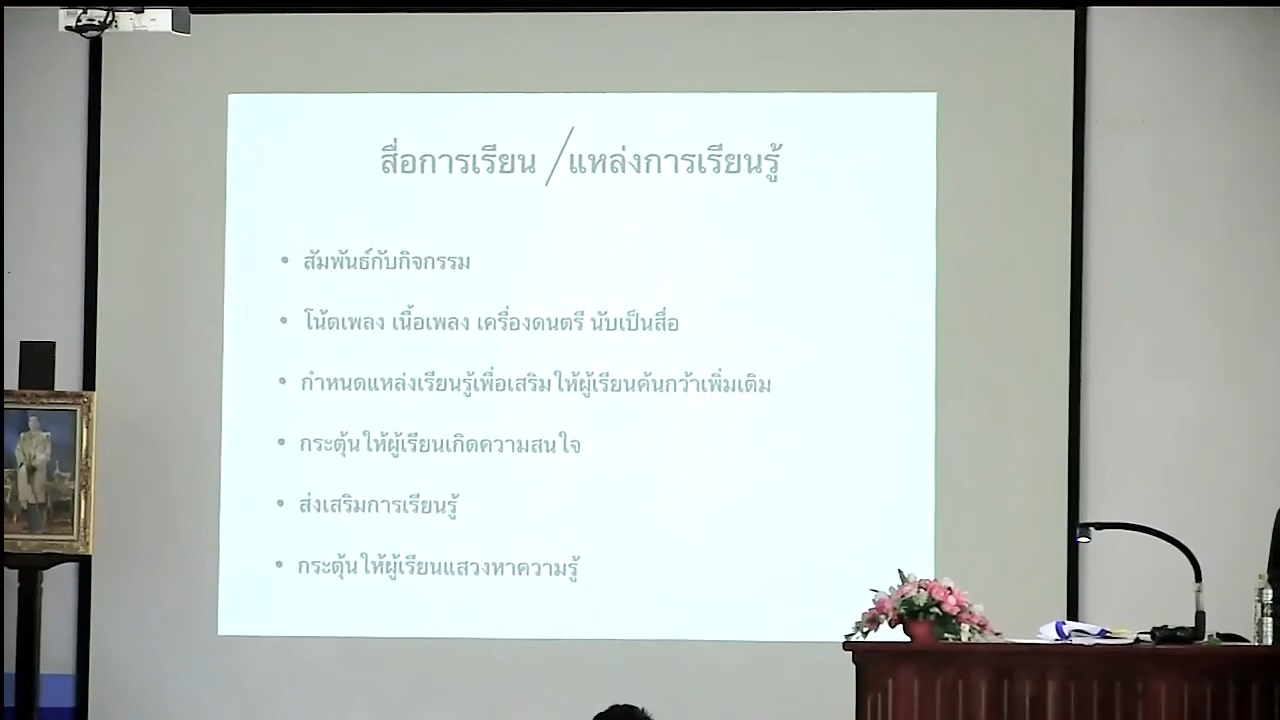 สื่อการเรียน /แหล่งการเรียนรู้
• สัมพันธ์กับกิจกรรม
• โน้ตเพลง เนื้อเพลง เครื่องดนตรี นับเป็นสื่อ
• กำหนดแหล่งเรียนรู้เพื่อเสริมให้ผู้เรียนค้นกว้าเพิ่มเติม
• กระตุ้นให้ผู้เรียนเกิดความสนใจ
• ส่งเสริมการเรียนรู้
• กระตุ้นให้ผู้เรียนแสวงหาความรู้